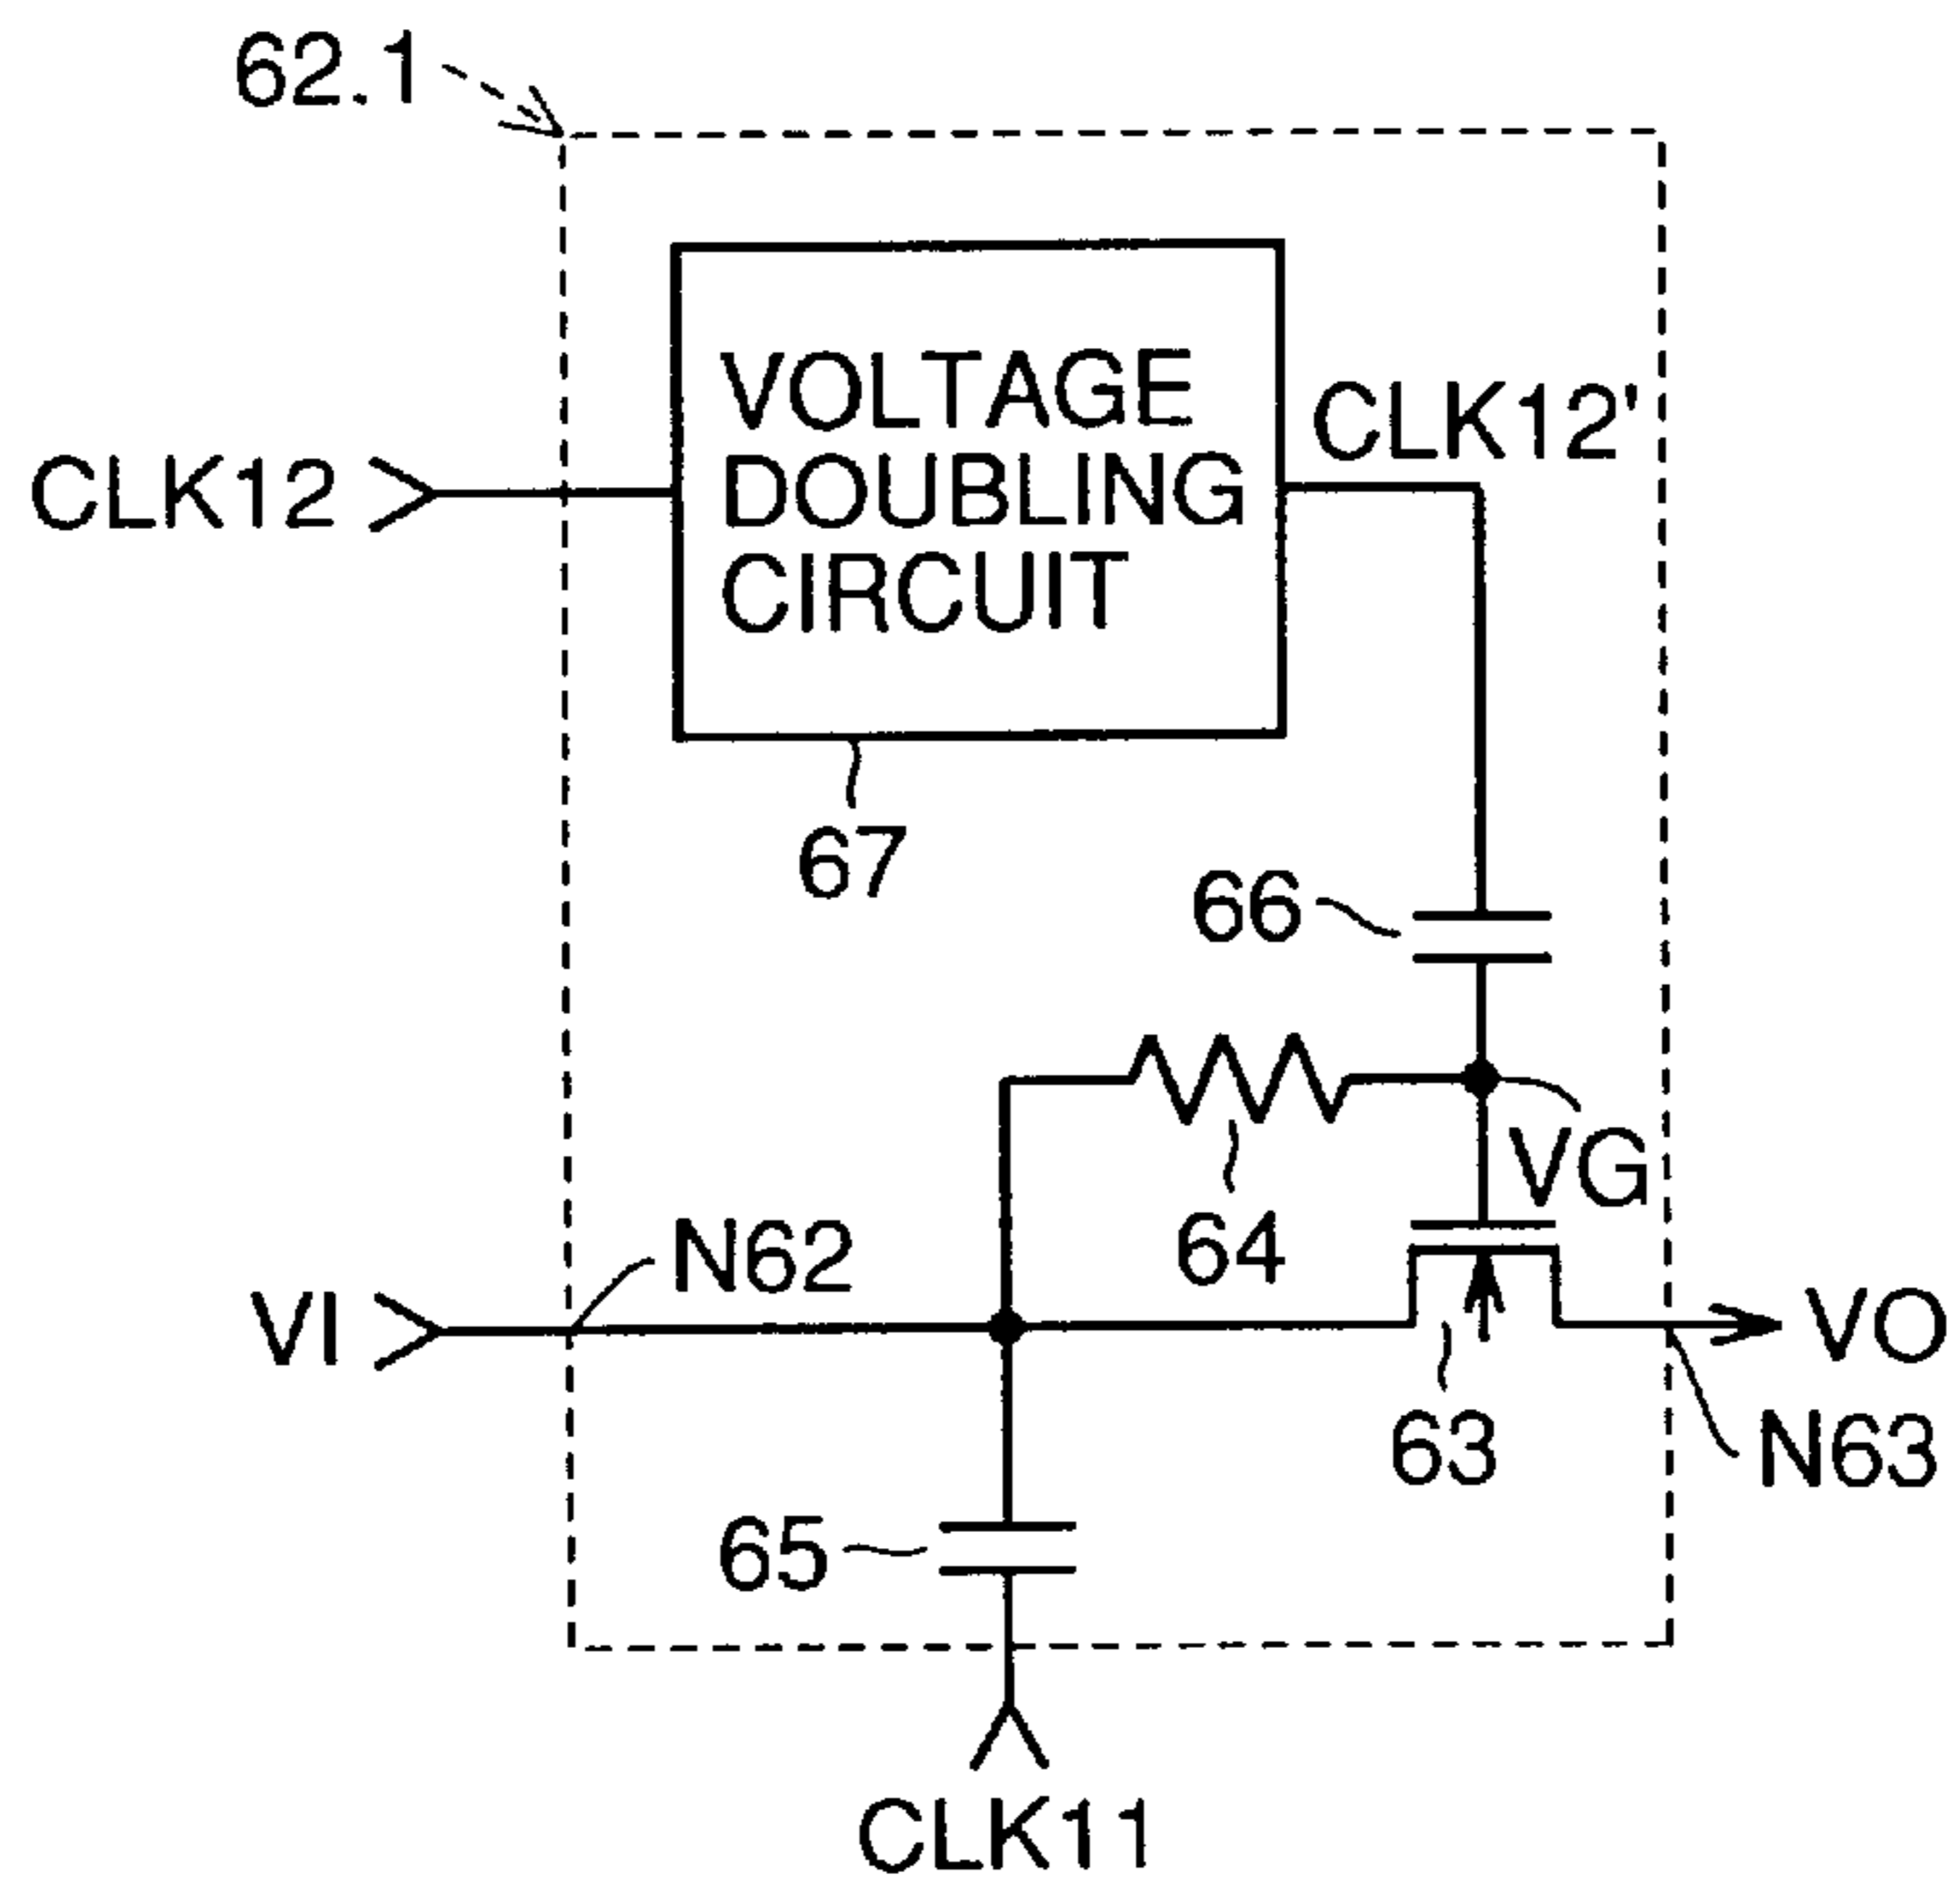 62.1
VOLTAGE
DOUBLING
CIRCUIT
CLK12'
CLK12
67
66
VG
64
N62
VI
VO
63
N63
65
CLK11